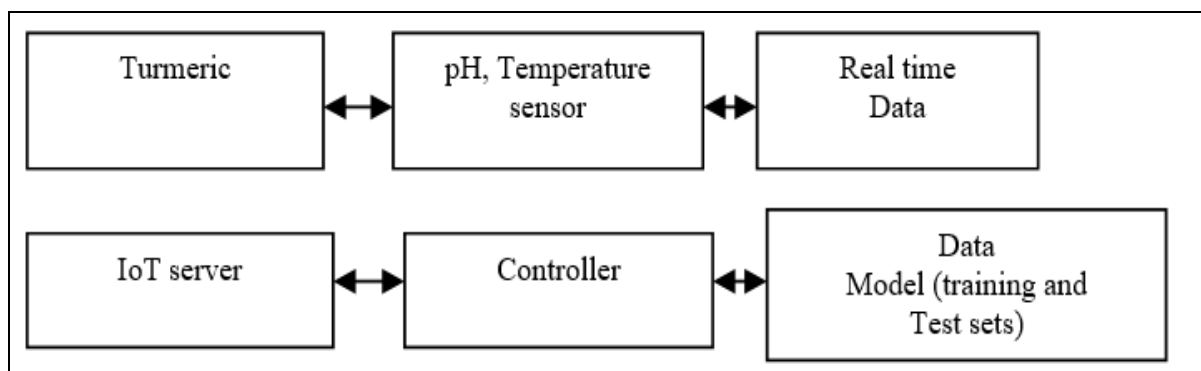 Turmeric
pH, Temperature
sensor
Real time
Data
IoT server
Controller
Data
Model (training and
Test sets)